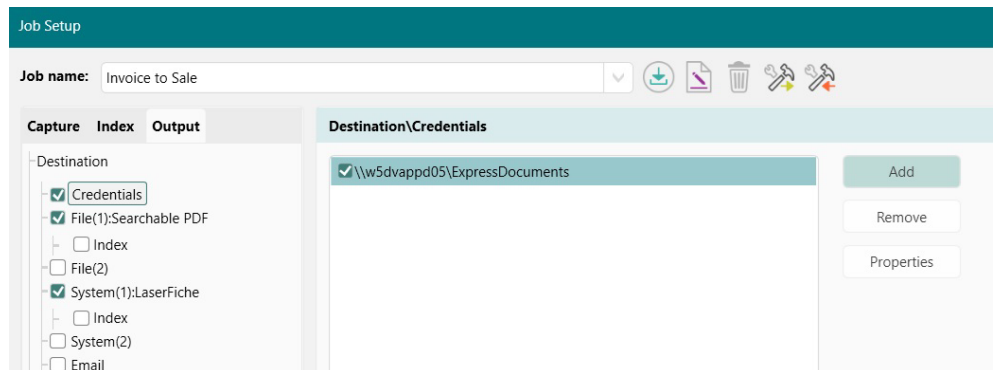 Job Setup
Job name: Invoice to Sale
Capture Index Output
Destination
Credentials
File(1):Searchable PDF
Index
File(2)
System(1):LaserFiche
Index
System(2)
Email
Destination\Credentials
\\w5dvappd05\ExpressDocuments
Add
Remove
Properties